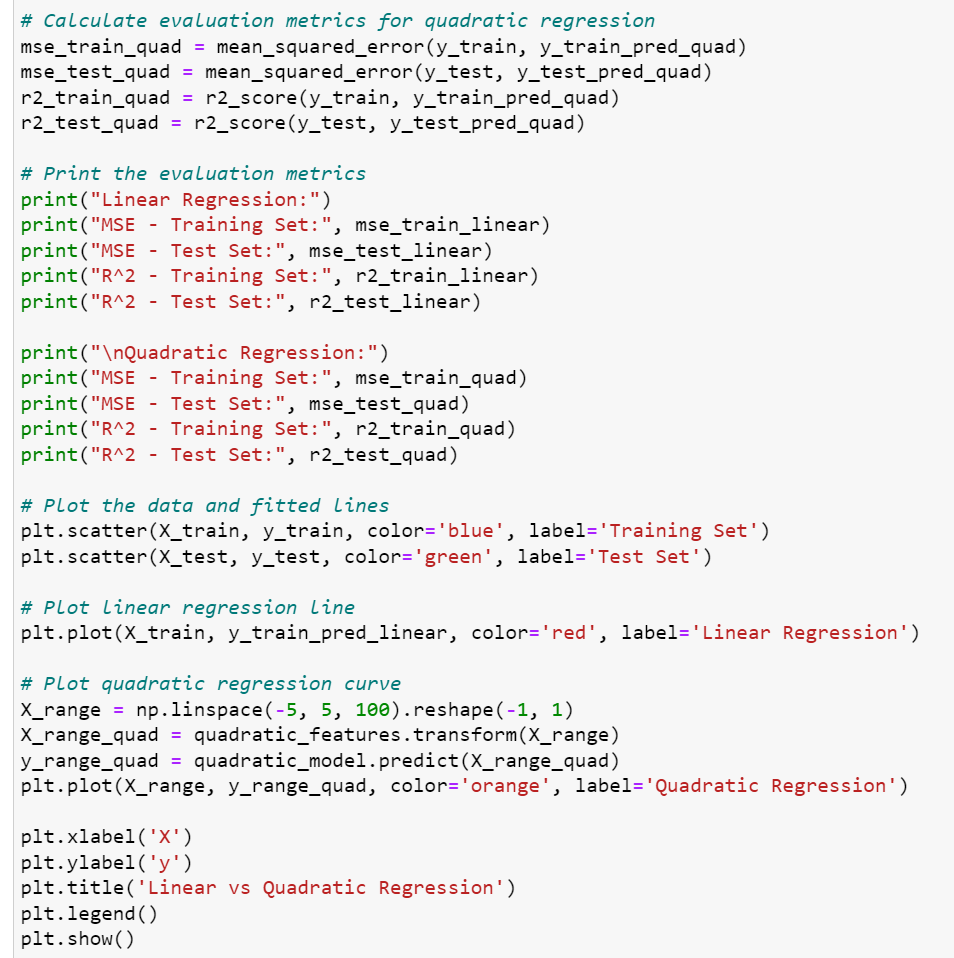 # Calculate evaluation metrics for quadratic regression
mse_train_quad = mean_squared_error(y_train, y_train_pred_quad)
mse_test_quad = mean_squared_error(y_test, y_test_pred_quad)
r2_train_quad = r2_score(y_train, y_train_pred_quad)
r2_test_quad = r2_score(y_test, y_test_pred_quad)

# Print the evaluation metrics
print("Linear Regression:")
print("MSE - Training Set:", mse_train_linear)
print("MSE - Test Set:", mse_test_linear)
print("R^2 - Training Set:", r2_train_linear)
print("R^2 - Test Set:", r2_test_linear)

print("\nQuadratic Regression:")
print("MSE - Training Set:", mse_train_quad)
print("MSE - Test Set:", mse_test_quad)
print("R^2 - Training Set:", r2_train_quad)
print("R^2 - Test Set:", r2_test_quad)

# Plot the data and fitted lines
plt.scatter(X_train, y_train, color='blue', label='Training Set')
plt.scatter(X_test, y_test, color='green', label='Test Set')

# Plot linear regression line
plt.plot(X_train, y_train_pred_linear, color='red', label='Linear Regression')

# Plot quadratic regression curve
X_range = np.linspace(-5, 5, 100).reshape(-1, 1)
X_range_quad = quadratic_features.transform(X_range)
y_range_quad = quadratic_model.predict(X_range_quad)
plt.plot(X_range, y_range_quad, color='orange', label='Quadratic Regression')

plt.xlabel('X')
plt.ylabel('y')
plt.title('Linear vs Quadratic Regression')
plt.legend()
plt.show()